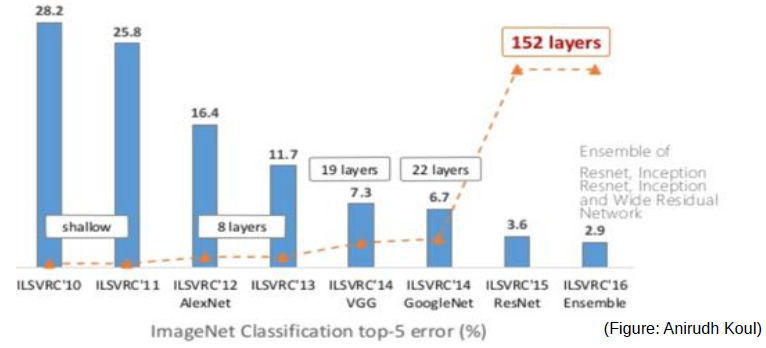 28.2
25.8
16.4
11.7
7.3
6.7
3.6
2.9
152 layers
19 layers
22 layers
shallow
8 layers
Ensemble of
Resnet, Inception
Resnet, Inception
and Wide Residual
Network
ILSVRC'10
ILSVRC'11
ILSVRC'12
AlexNet
ILSVRC'13
ILSVRC'14
VGG
ILSVRC'14
GoogleNet
ILSVRC'15
ResNet
ILSVRC'16
Ensemble
ImageNet Classification top-5 error (%)
(Figure: Anirudh Koul)